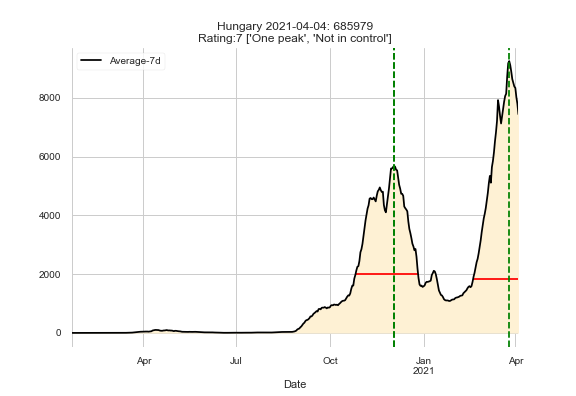 Hungary 2021-04-04: 685979
Rating:7 ['One peak', 'Not in control']
Average-7d
8000
6000
4000
2000
0
Apr
Jul
Oct
Jan
2021
Apr
Date